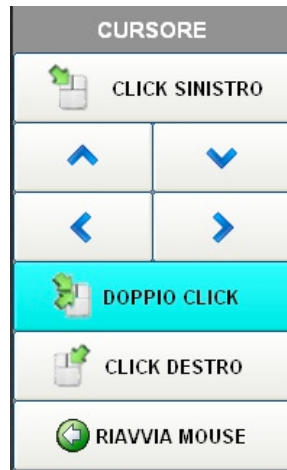 CURSORE
CLICK SINISTRO
DOPPIO CLICK
CLICK DESTRO
RIAVVIA MOUSE